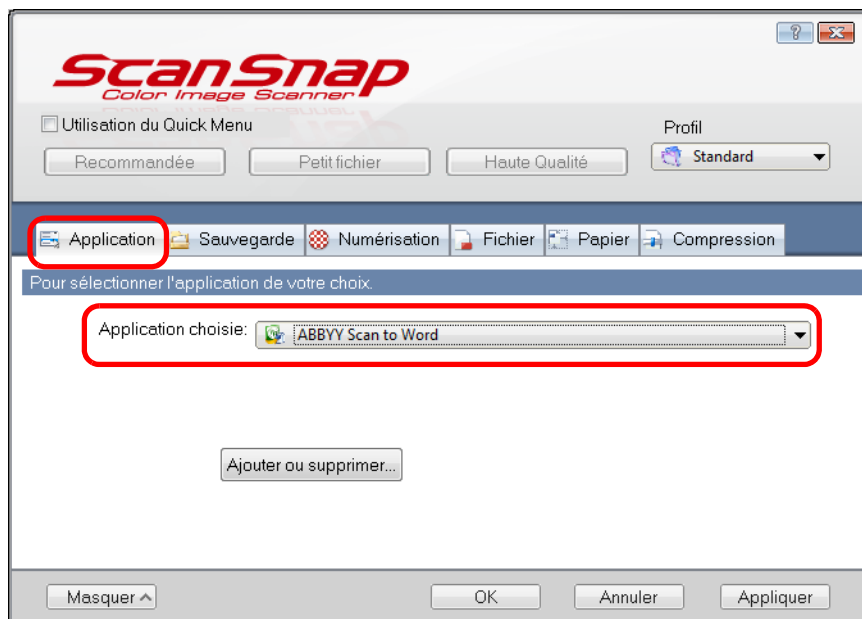 ScanSnap
Color Image Scanner
Utilisation du Quick Menu
Profil
Recommandée Petit fichier Haute Qualité Standard
Application Sauvegarde Numérisation Fichier Papier Compression
Pour sélectionner l'application de votre choix.
Application choisie: ABBYY Scan to Word
Ajouter ou supprimer...
Masquer OK Annuler Appliquer